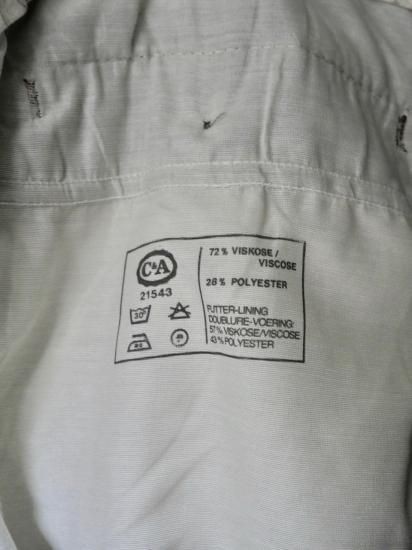 C&A
21543
30°
72% VISKOSE/
VISCOSE
28% POLYESTER
FUTTER-LINING
DOUBLURE-VOERING:
57% VISKOSE/VISCOSE
43% POLYESTER